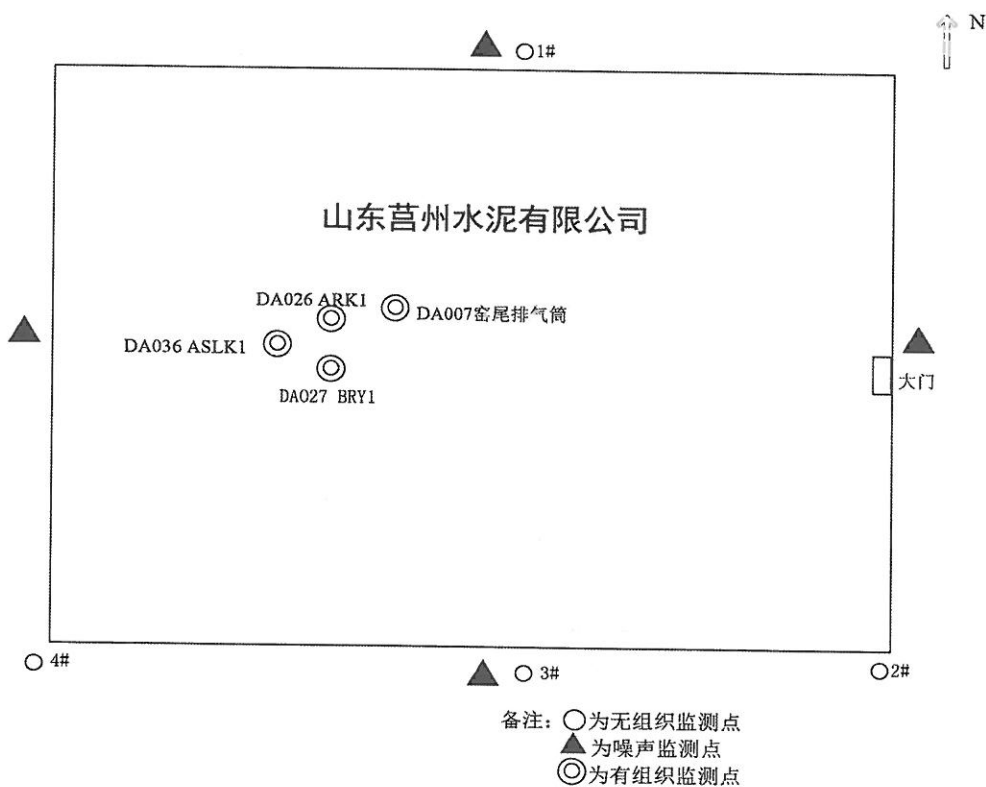 N
1#
山东莒州水泥有限公司
DA026 ARK1
DA007窑尾排气筒
DA036 ASLK1
DA027 BRY1
大门
4#
3#
2#
备注：○为无组织监测点
▲为噪声监测点
◎为有组织监测点